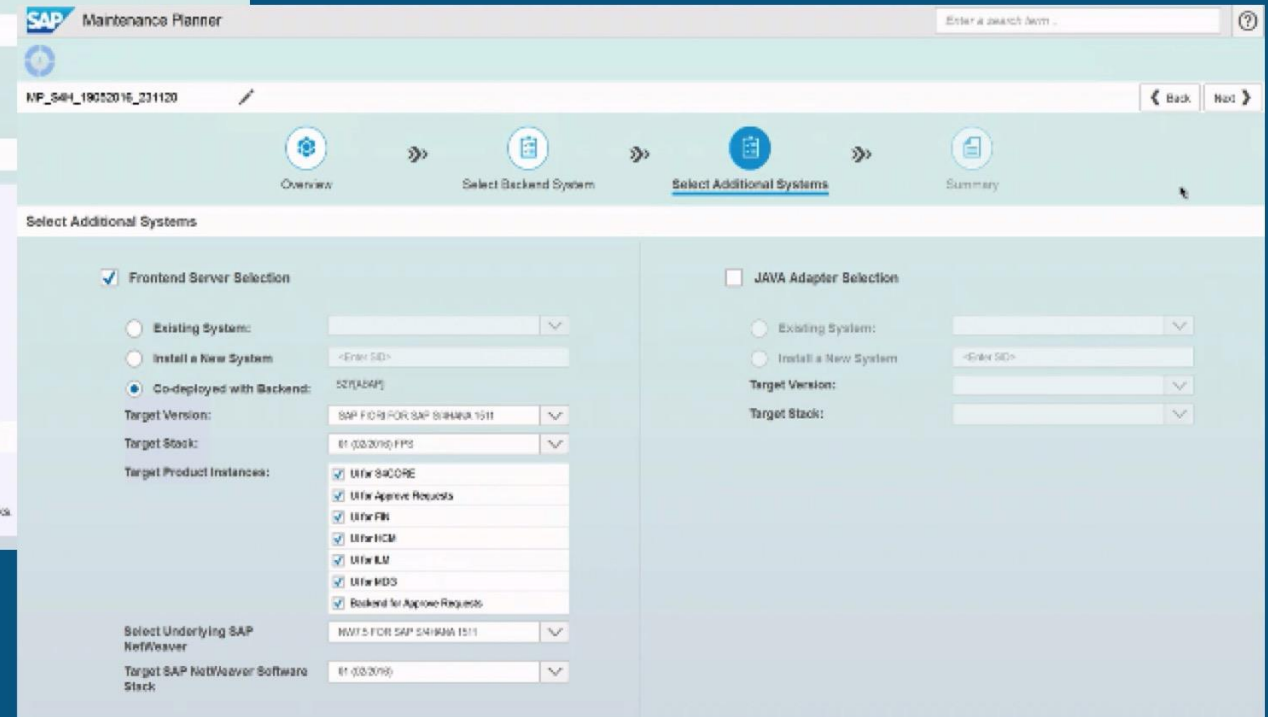 SAP Maintenance Planner
Enter a search term ..
?
MP_S4H_19052016_231120
Back Next
Overview
Select Backend System
Select Additional Systems
Summary
Select Additional Systems
Frontend Server Selection
Existing System:
Install a New System <Enter SID>
Co-deployed with Backend:
Target Version: SAP FIORI FOR SAP S/4HANA 1511
Target Stack: 01 (02/2016) FPS
Target Product Instances: UI for S4CORE
UI for Approve Requests
UI for FIN
UI for HCM
UI for ILM
UI for MDG
Backend for Approve Requests
Select Underlying SAP NW7.5 FOR SAP S/4HANA 1511
NetWeaver
Target SAP NetWeaver Software 01 (02/2016)
Stack
JAVA Adapter Selection
Existing System:
Install a New System <Enter SID>
Target Version:
Target Stack: